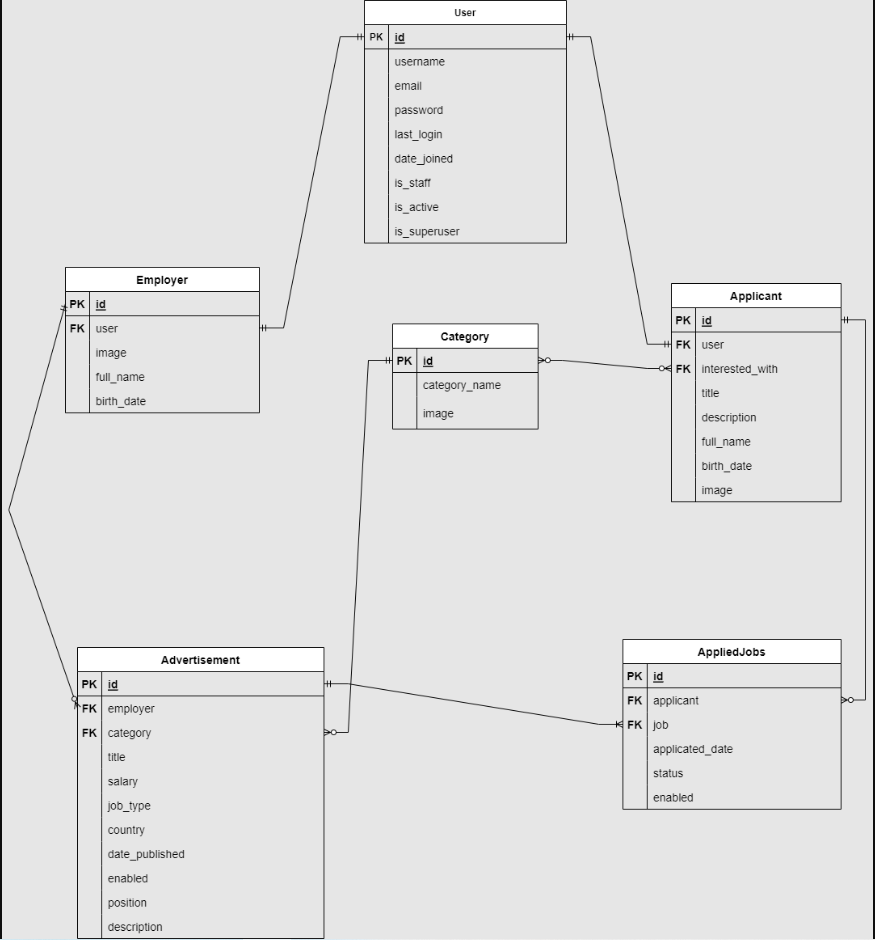 User
PK id
username
email
password
last_login
date_joined
is_staff
is_active
is_superuser
Employer
PK id
FK user
image
full_name
birth_date
Category
PK id
category_name
image
Applicant
PK id
FK user
FK interested_with
title
description
full_name
birth_date
image
Advertisement
PK id
FK employer
FK category
title
salary
job_type
country
date_published
enabled
position
description
AppliedJobs
PK id
FK applicant
FK job
applicated_date
status
enabled